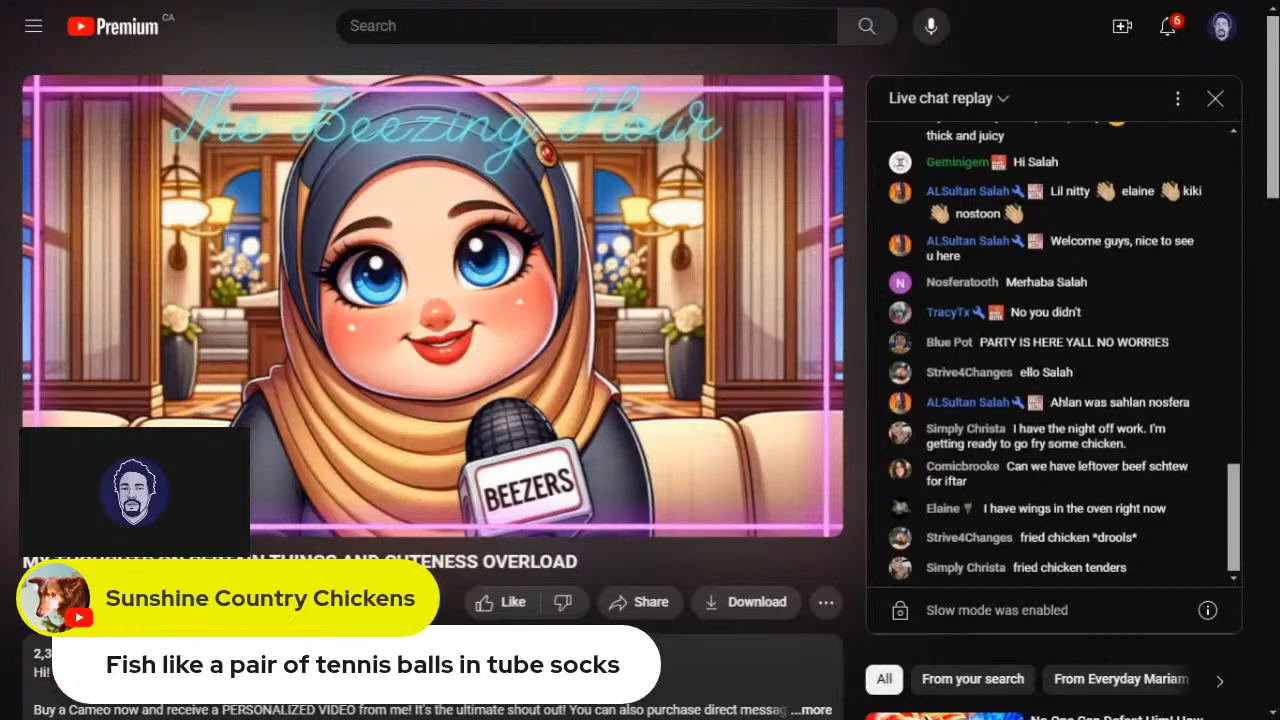 Premium CA
Search
6
The Beezing Hour
BEEZERS
Live chat replay
thick and juicy
Geminigem Hi Salah
ALSultan Salah Lil nitty elaine kiki
nostoon
ALSultan Salah Welcome guys, nice to see
u here
N Nosferatooth Merhaba Salah
TracyTx No you didn't
Blue Pot PARTY IS HERE YALL NO WORRIES
Strive4Changes ello Salah
ALSultan Salah Ahlan was sahlan nosfera
Simply Christa I have the night off work. I'm
getting ready to go fry some chicken.
Comicbrooke Can we have leftover beef schtew
for iftar
Elaine I have wings in the oven right now
Strive4Changes fried chicken *drools*
Simply Christa fried chicken tenders
Slow mode was enabled
THINGS AND CUTENESS OVERLOAD
Like
Share
Download
Sunshine Country Chickens
Fish like a pair of tennis balls in tube socks
2,3
Hi!
Buy a Cameo now and receive a PERSONALIZED VIDEO from me! It's the ultimate shout out! You can also purchase direct messag ...more
All
From your search
From Everyday Mariam
No One Can Defeat Him! How